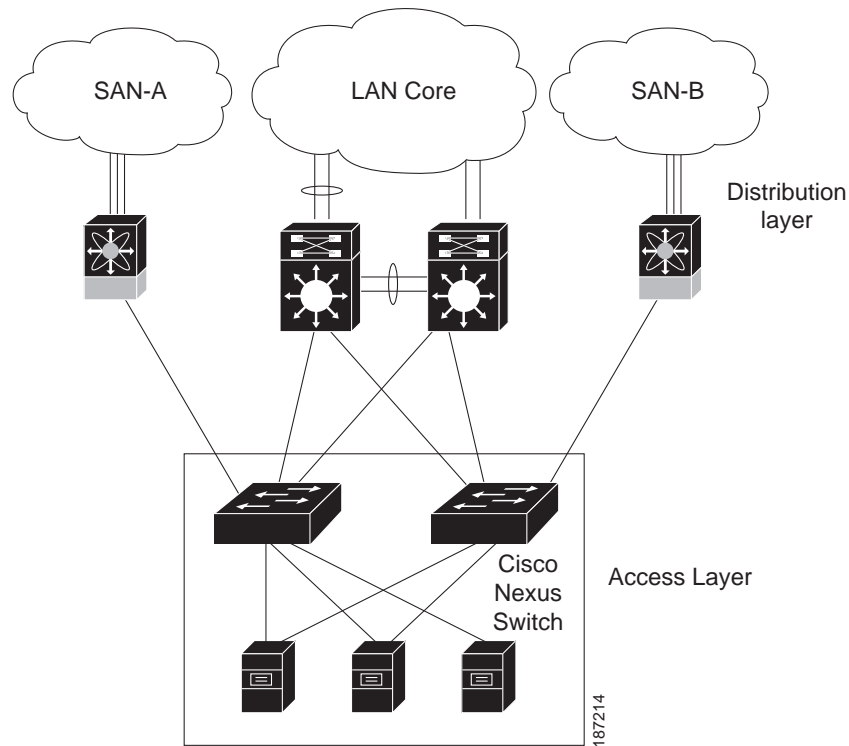 SAN-A
LAN Core
SAN-B
Distribution
layer
Cisco
Nexus
Switch
Access Layer
187214